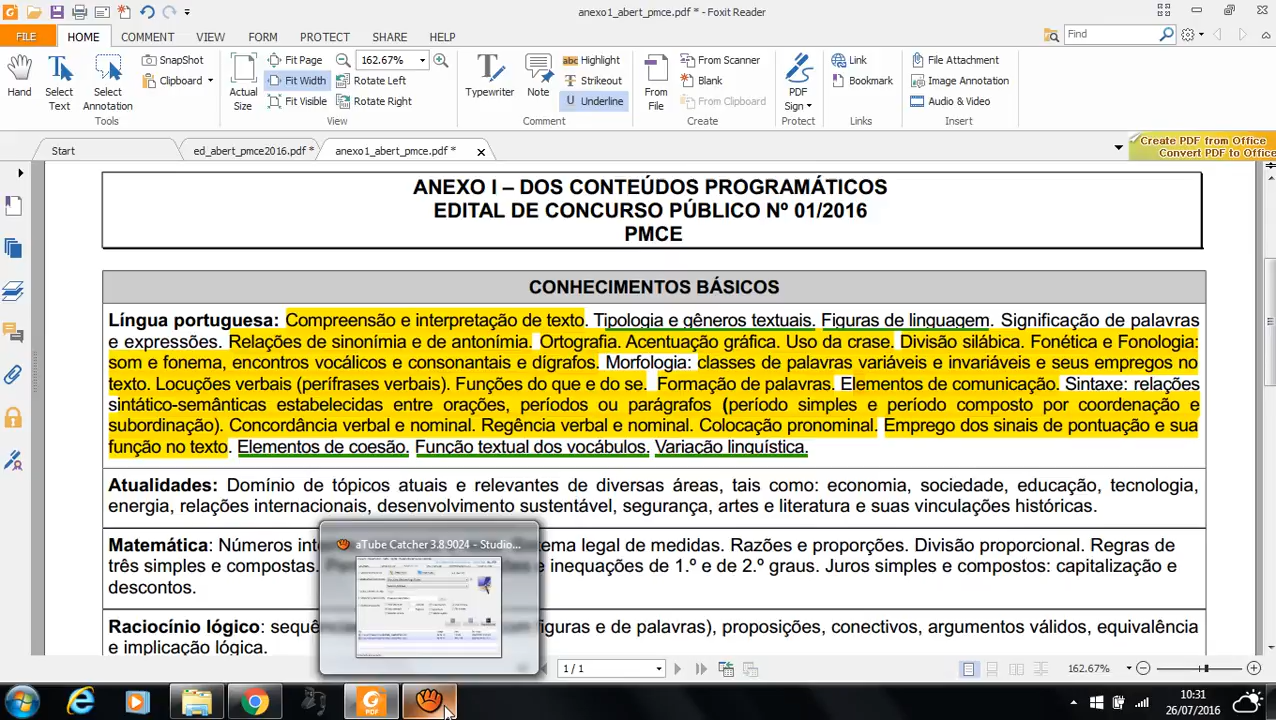 anexo1_abert_pmce.pdf * - Foxit Reader
FILE HOME COMMENT VIEW FORM PROTECT SHARE HELP
Find
Hand
Select Text
Select Annotation
SnapShot
Clipboard
Tools
Actual Size
Fit Page
Fit Width
Fit Visible
162.67%
Rotate Left
Rotate Right
View
Typewriter
Note
Highlight
Strikeout
Underline
Comment
From File
From Scanner
Blank
From Clipboard
Create
PDF Sign
Protect
Link
Bookmark
Links
File Attachment
Image Annotation
Audio & Video
Insert
Start
ed_abert_pmce2016.pdf *
anexo1_abert_pmce.pdf *
Create PDF from Office
Convert PDF to Office
ANEXO I – DOS CONTEÚDOS PROGRAMÁTICOS
EDITAL DE CONCURSO PÚBLICO Nº 01/2016
PMCE
CONHECIMENTOS BÁSICOS
Língua portuguesa: Compreensão e interpretação de texto. Tipologia e gêneros textuais. Figuras de linguagem. Significação de palavras
e expressões. Relações de sinonímia e de antonímia. Ortografia. Acentuação gráfica. Uso da crase. Divisão silábica. Fonética e Fonologia:
som e fonema, encontros vocálicos e consonantais e dígrafos. Morfologia: classes de palavras variáveis e invariáveis e seus empregos no
texto. Locuções verbais (perífrases verbais). Funções do que e do se. Formação de palavras. Elementos de comunicação. Sintaxe: relações
sintático-semânticas estabelecidas entre orações, períodos ou parágrafos (período simples e período composto por coordenação e
subordinação). Concordância verbal e nominal. Regência verbal e nominal. Colocação pronominal. Emprego dos sinais de pontuação e sua
função no texto. Elementos de coesão. Função textual dos vocábulos. Variação linguística.
Atualidades: Domínio de tópicos atuais e relevantes de diversas áreas, tais como: economia, sociedade, educação, tecnologia,
energia, relações internacionais, desenvolvimento sustentável, segurança, artes e literatura e suas vinculações históricas.
aTube Catcher 3.8.9024 - Studio...
Matemática: Números int ema legal de medidas. Razões e proporções. Divisão proporcional. Regras de
três simples e compostas. e inequações de 1.º e de 2.º graus. Juros simples e compostos: capitalização e
descontos.
Raciocínio lógico: sequên figuras e de palavras), proposições, conectivos, argumentos válidos, equivalência
e implicação lógica.
1 / 1
162.67%
PDF
10:31
26/07/2016